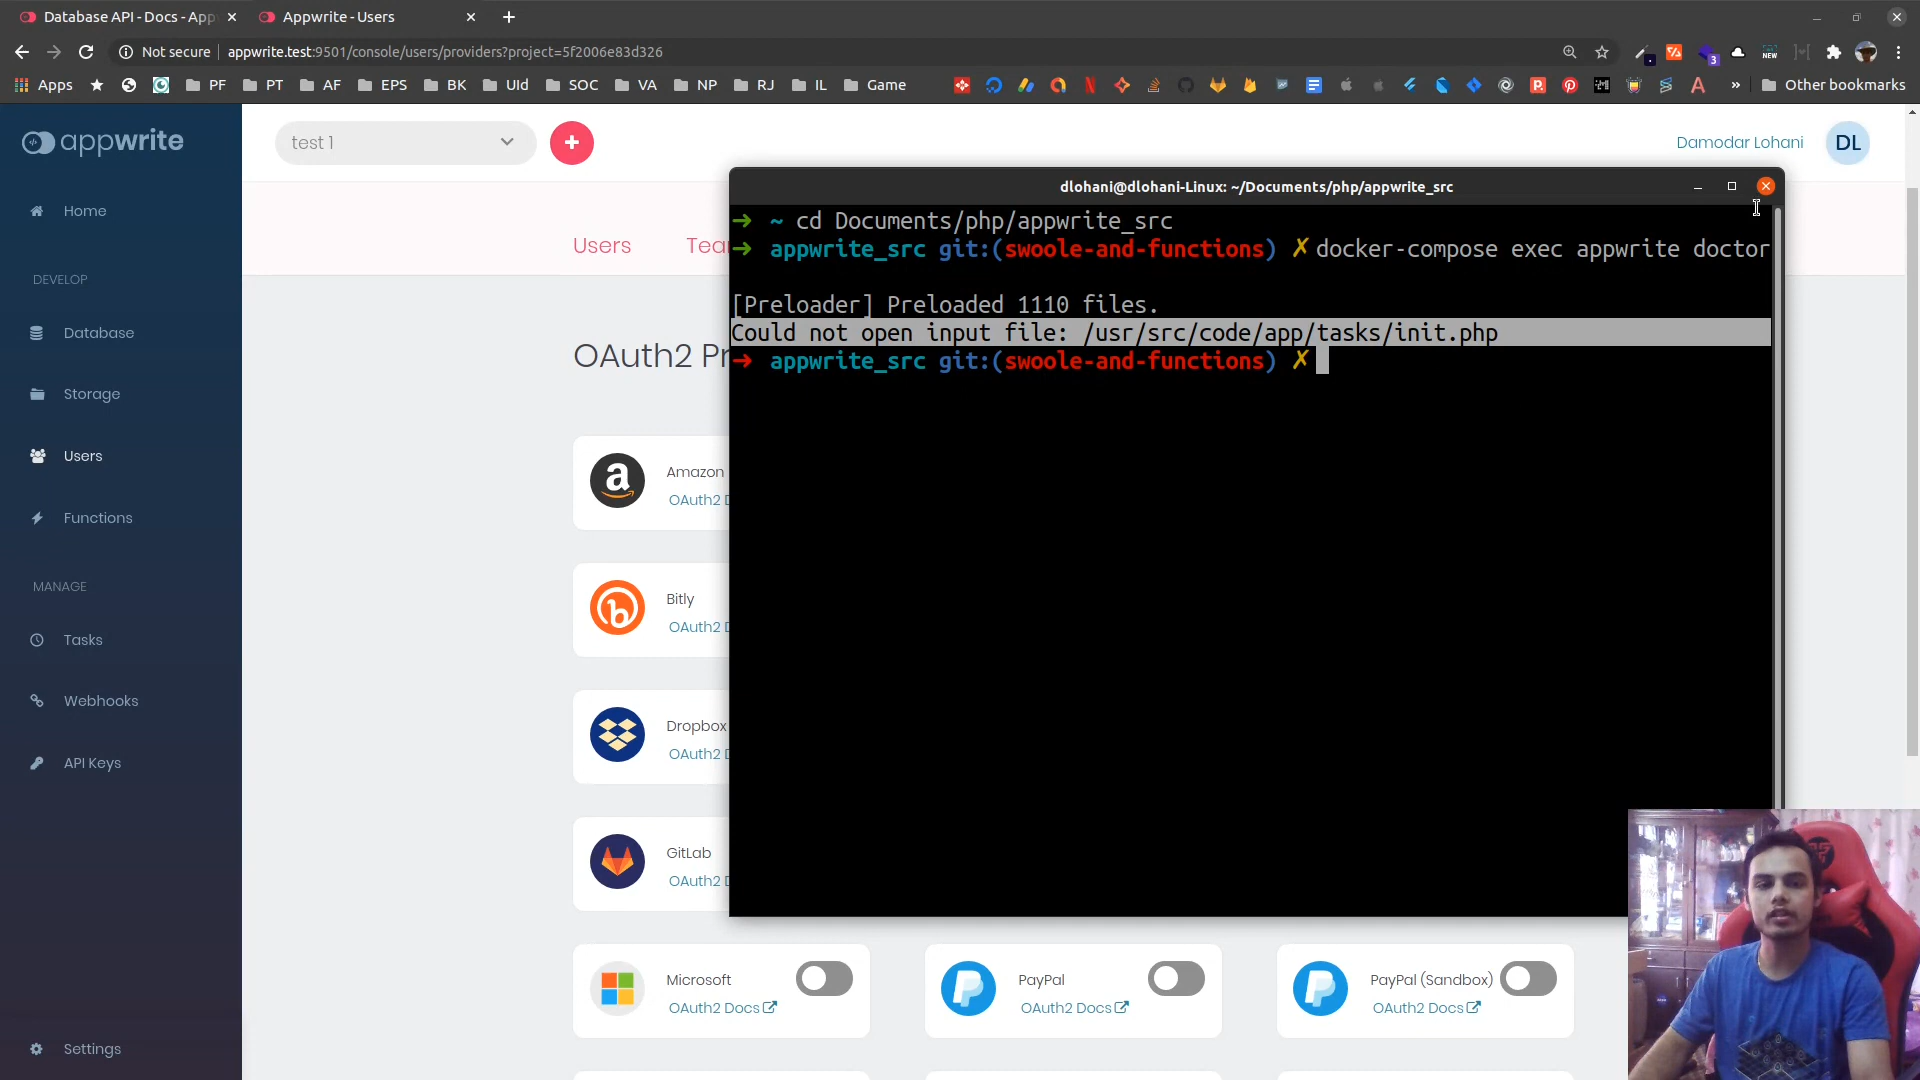 Database API - Docs - App
Appwrite - Users
Not secure
appwrite.test:9501/console/users/providers?project=5f2006e83d326
Apps
PF
PT
AF
EPS
BK
Uld
SOC
VA
NP
RJ
IL
Game
Other bookmarks
3
NEW
appwrite
test 1
Damodar Lohani
DL
Home
DEVELOP
Database
Storage
Users
Functions
MANAGE
Tasks
Webhooks
API Keys
Settings
Users
Tea
OAuth2 Pr
Amazon
OAuth2 D
Bitly
OAuth2 D
Dropbox
OAuth2 D
GitLab
OAuth2 D
Microsoft
OAuth2 Docs
PayPal
OAuth2 Docs
PayPal (Sandbox)
OAuth2 Docs
dlohani@dlohani-Linux: ~/Documents/php/appwrite_src
➜ ~ cd Documents/php/appwrite_src
➜ appwrite_src git:(swoole-and-functions) ✗ docker-compose exec appwrite doctor
[Preloader] Preloaded 1110 files.
Could not open input file: /usr/src/code/app/tasks/init.php
➜ appwrite_src git:(swoole-and-functions) ✗